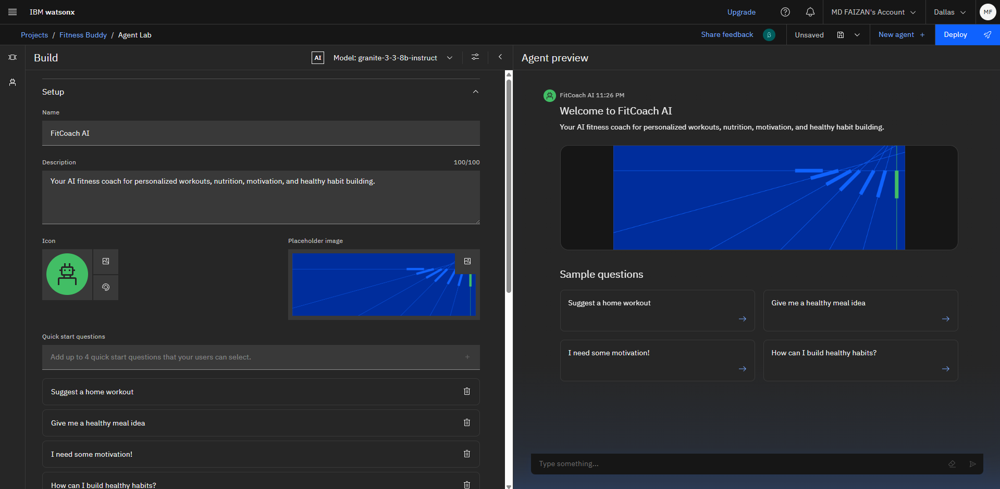 IBM watsonx
Upgrade
MD FAIZAN's Account
Dallas
MF
Projects / Fitness Buddy / Agent Lab
Share feedback
β
Unsaved
New agent +
Deploy
Build
AI
Model: granite-3-3-8b-instruct
Agent preview
Setup
Name
FitCoach AI
Description
100/100
Your AI fitness coach for personalized workouts, nutrition, motivation, and healthy habit building.
Icon
Placeholder image
Quick start questions
Add up to 4 quick start questions that your users can select.
Suggest a home workout
Give me a healthy meal idea
I need some motivation!
How can I build healthy habits?
FitCoach AI 11:26 PM
Welcome to FitCoach AI
Your AI fitness coach for personalized workouts, nutrition, motivation, and healthy habit building.
Sample questions
Suggest a home workout
Give me a healthy meal idea
I need some motivation!
How can I build healthy habits?
Type something...